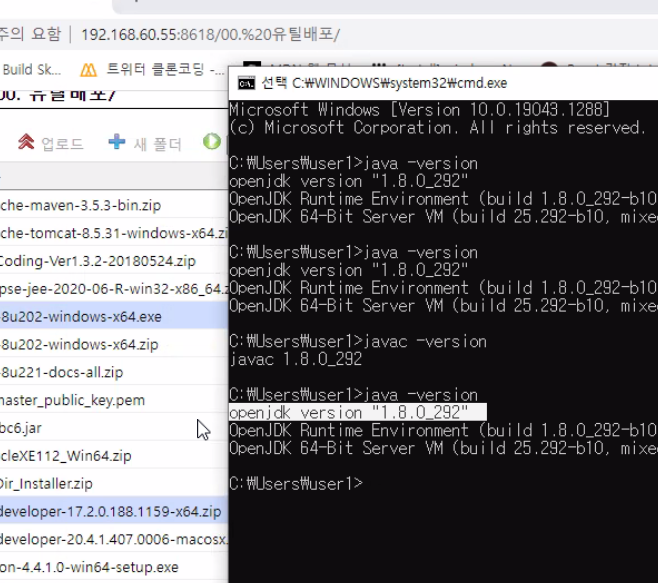 주의 요함 | 192.168.60.55:8618/00.%20유틸배포/
Build Sk... 트위터 클론코딩 -...
00. 유틸배포/
업로드 새 폴더
che-maven-3.5.3-bin.zip
che-tomcat-8.5.31-windows-x64.zi
Coding-Ver1.3.2-20180524.zip
pse-jee-2020-06-R-win32-x86_64.z
-8u202-windows-x64.exe
-8u202-windows-x64.zip
-8u221-docs-all.zip
master_public_key.pem
bc6.jar
cleXE112_Win64.zip
Dir_Installer.zip
developer-17.2.0.188.1159-x64.zip
developer-20.4.1.407.0006-macosx.
on-4.4.1.0-win64-setup.exe
선택 C:₩WINDOWS₩system32₩cmd.exe
Microsoft Windows [Version 10.0.19043.1288]
(c) Microsoft Corporation. All rights reserved.
C:₩Users₩user1>java -version
openjdk version "1.8.0_292"
OpenJDK Runtime Environment (build 1.8.0_292-b10
OpenJDK 64-Bit Server VM (build 25.292-b10, mixe
C:₩Users₩user1>java -version
openjdk version "1.8.0_292"
OpenJDK Runtime Environment (build 1.8.0_292-b10
OpenJDK 64-Bit Server VM (build 25.292-b10, mixe
C:₩Users₩user1>javac -version
javac 1.8.0_292
C:₩Users₩user1>java -version
openjdk version "1.8.0_292"
OpenJDK Runtime Environment (build 1.8.0_292-b10
OpenJDK 64-Bit Server VM (build 25.292-b10, mixe
C:₩Users₩user1>